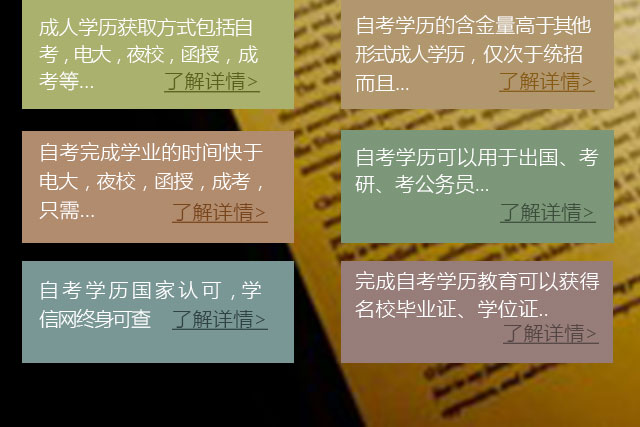 成人学历获取方式包括自
考，电大，夜校，函授，成
考等... 了解详情>
自考学历的含金量高于其他
形式成人学历，仅次于统招
而且... 了解详情>
自考完成学业的时间快于
电大，夜校，函授，成考，
只需... 了解详情>
自考学历可以用于出国、考
研、考公务员...
了解详情>
自考学历国家认可，学
信网终身可查 了解详情>
完成自考学历教育可以获得
名校毕业证、学位证..
了解详情>